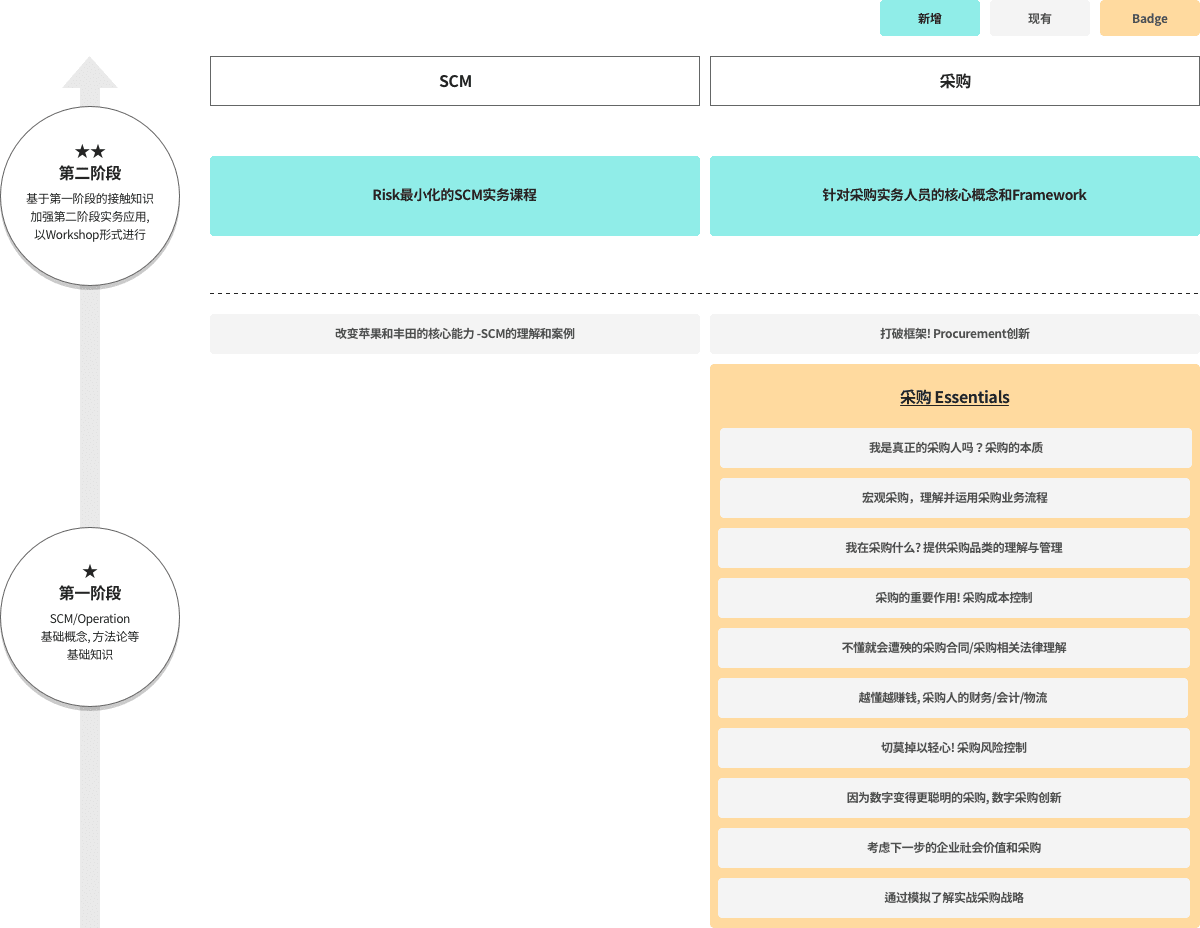 新增
现有
Badge
SCM
采购
★★
第二阶段
基于第一阶段的接触知识
加强第二阶段实务应用,
以Workshop形式进行
Risk最小化的SCM实务课程
针对采购实务人员的核心概念和Framework
改变苹果和丰田的核心能力 -SCM的理解和案例
打破框架! Procurement创新
采购 Essentials
我是真正的采购人吗？采购的本质
宏观采购，理解并运用采购业务流程
我在采购什么? 提供采购品类的理解与管理
采购的重要作用! 采购成本控制
不懂就会遭殃的采购合同/采购相关法律理解
越懂越赚钱, 采购人的财务/会计/物流
切莫掉以轻心! 采购风险控制
因为数字变得更聪明的采购, 数字采购创新
考虑下一步的企业社会价值和采购
通过模拟了解实战采购战略
★
第一阶段
SCM/Operation
基础概念, 方法论等
基础知识